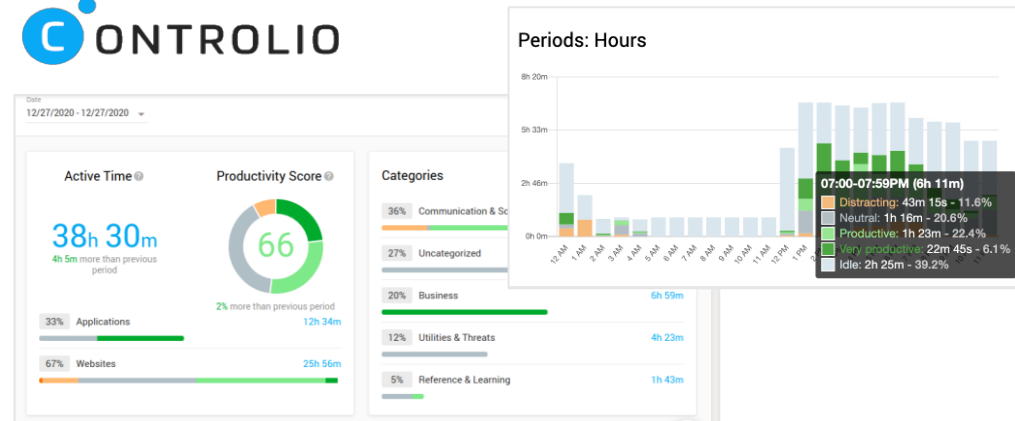 CONTROLIO
Date
12/27/2020 - 12/27/2020
Active Time
38h 30m
4h 5m more than previous
period
Productivity Score
66
2% more than previous period
33% Applications 12h 34m
67% Websites 25h 56m
Categories
36% Communication & Sc
27% Uncategorized
20% Business 6h 59m
12% Utilities & Threats 4h 23m
5% Reference & Learning 1h 43m
Periods: Hours
8h 20m
5h 33m
2h 46m
0h 0m
12 AM 1 AM 2 AM 3 AM 4 AM 5 AM 6 AM 7 AM 8 AM 9 AM 10 AM 11 AM 12 PM 1 PM
07:00-07:59PM (6h 11m)
Distracting: 43m 15s - 11.6%
Neutral: 1h 16m - 20.6%
Productive: 1h 23m - 22.4%
Very productive: 22m 45s - 6.1%
Idle: 2h 25m - 39.2%